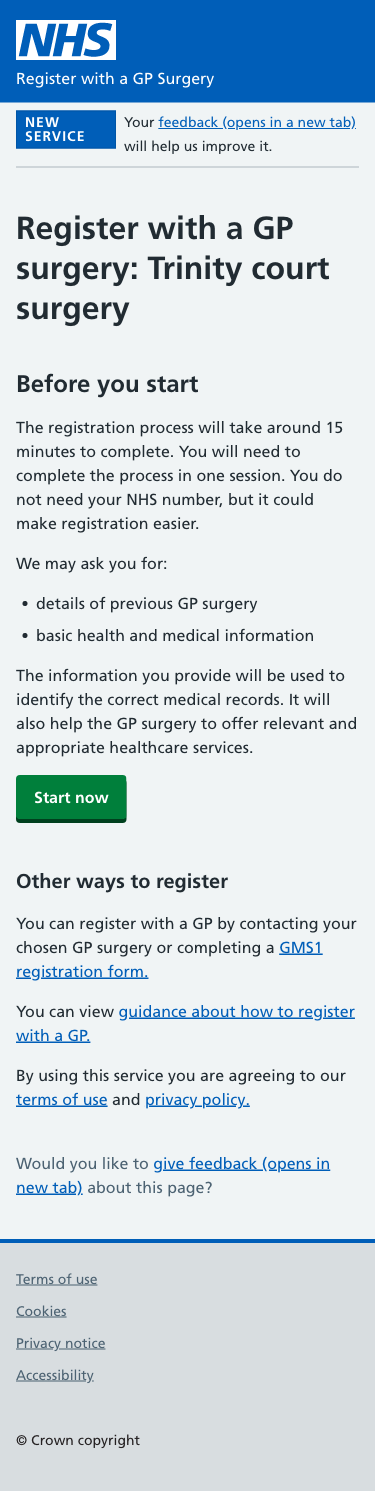 NHS
Register with a GP Surgery
NEW
SERVICE
Your feedback (opens in a new tab)
will help us improve it.
Register with a GP
surgery: Trinity court
surgery
Before you start
The registration process will take around 15
minutes to complete. You will need to
complete the process in one session. You do
not need your NHS number, but it could
make registration easier.
We may ask you for:
• details of previous GP surgery
• basic health and medical information
The information you provide will be used to
identify the correct medical records. It will
also help the GP surgery to offer relevant and
appropriate healthcare services.
Start now
Other ways to register
You can register with a GP by contacting your
chosen GP surgery or completing a GMS1
registration form.
You can view guidance about how to register
with a GP.
By using this service you are agreeing to our
terms of use and privacy policy.
Would you like to give feedback (opens in
new tab) about this page?
Terms of use
Cookies
Privacy notice
Accessibility
© Crown copyright